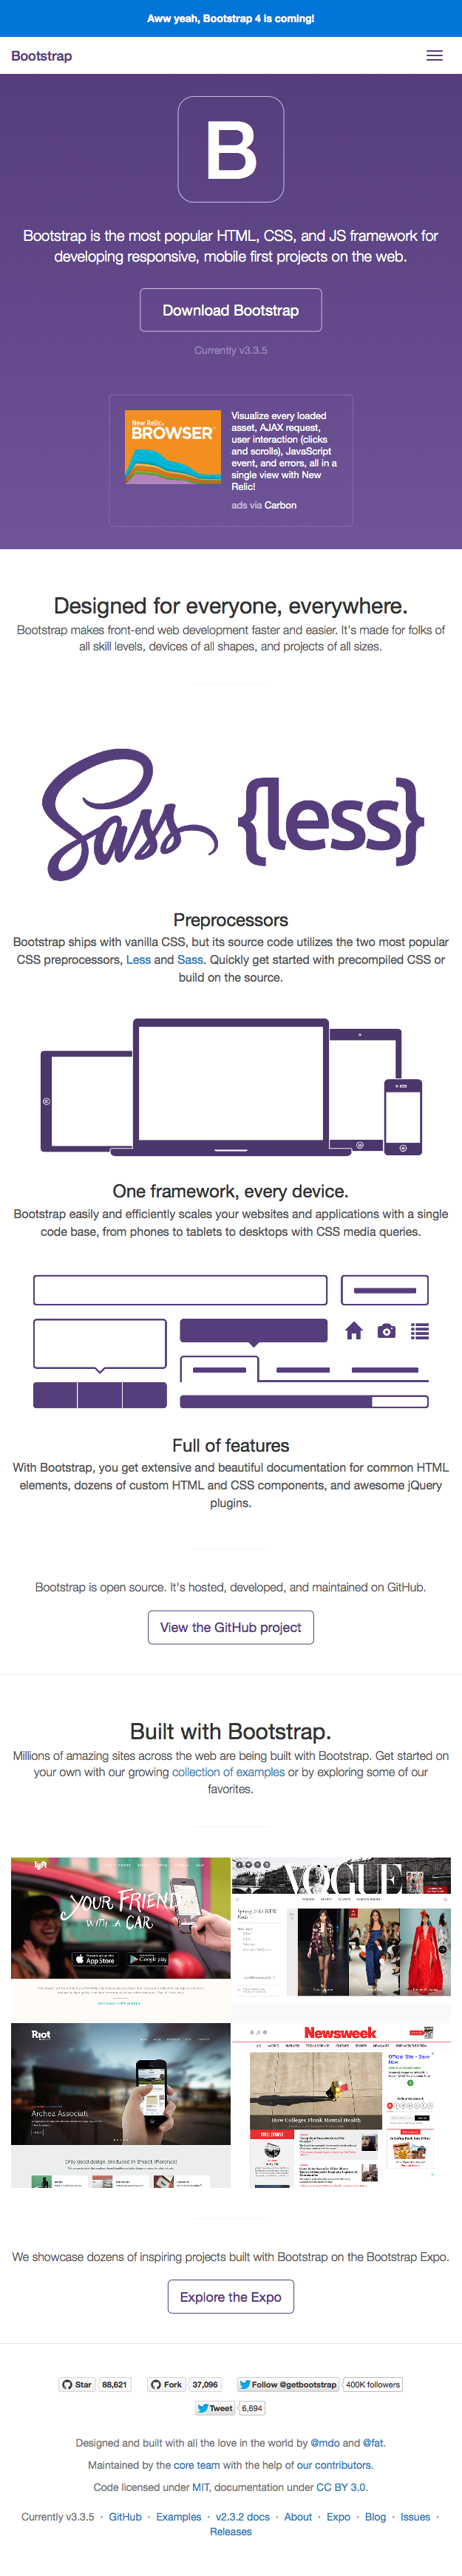 Aww yeah, Bootstrap 4 is coming!
Bootstrap
B
Bootstrap is the most popular HTML, CSS, and JS framework for
developing responsive, mobile first projects on the web.
Download Bootstrap
Currently v3.3.5
New Relic
BROWSER
Visualize every loaded
asset, AJAX request,
user interaction (clicks
and scrolls), JavaScript
event, and errors, all in a
single view with New
Relic!
ads via Carbon
Designed for everyone, everywhere.
Bootstrap makes front-end web development faster and easier. It's made for folks of
all skill levels, devices of all shapes, and projects of all sizes.
Sass {less}
Preprocessors
Bootstrap ships with vanilla CSS, but its source code utilizes the two most popular
CSS preprocessors, Less and Sass. Quickly get started with precompiled CSS or
build on the source.
One framework, every device.
Bootstrap easily and efficiently scales your websites and applications with a single
code base, from phones to tablets to desktops with CSS media queries.
Full of features
With Bootstrap, you get extensive and beautiful documentation for common HTML
elements, dozens of custom HTML and CSS components, and awesome jQuery
plugins.
Bootstrap is open source. It's hosted, developed, and maintained on GitHub.
View the GitHub project
Built with Bootstrap.
Millions of amazing sites across the web are being built with Bootstrap. Get started on
your own with our growing collection of examples or by exploring some of our
favorites.
lyft
YOUR FRIEND
WITH A CAR
App Store
Google play
VOGUE
Spring 2015 RTW
Riot
Archea Associati
Only good design, produced in 3 repeat difference!
Newsweek
How Colleges Flunk Mental Health
We showcase dozens of inspiring projects built with Bootstrap on the Bootstrap Expo.
Explore the Expo
Star 88,621 Fork 37,096 Follow @getbootstrap 400K followers
Tweet 6,694
Designed and built with all the love in the world by @mdo and @fat.
Maintained by the core team with the help of our contributors.
Code licensed under MIT, documentation under CC BY 3.0.
Currently v3.3.5 · GitHub · Examples · v2.3.2 docs · About · Expo · Blog · Issues ·
Releases